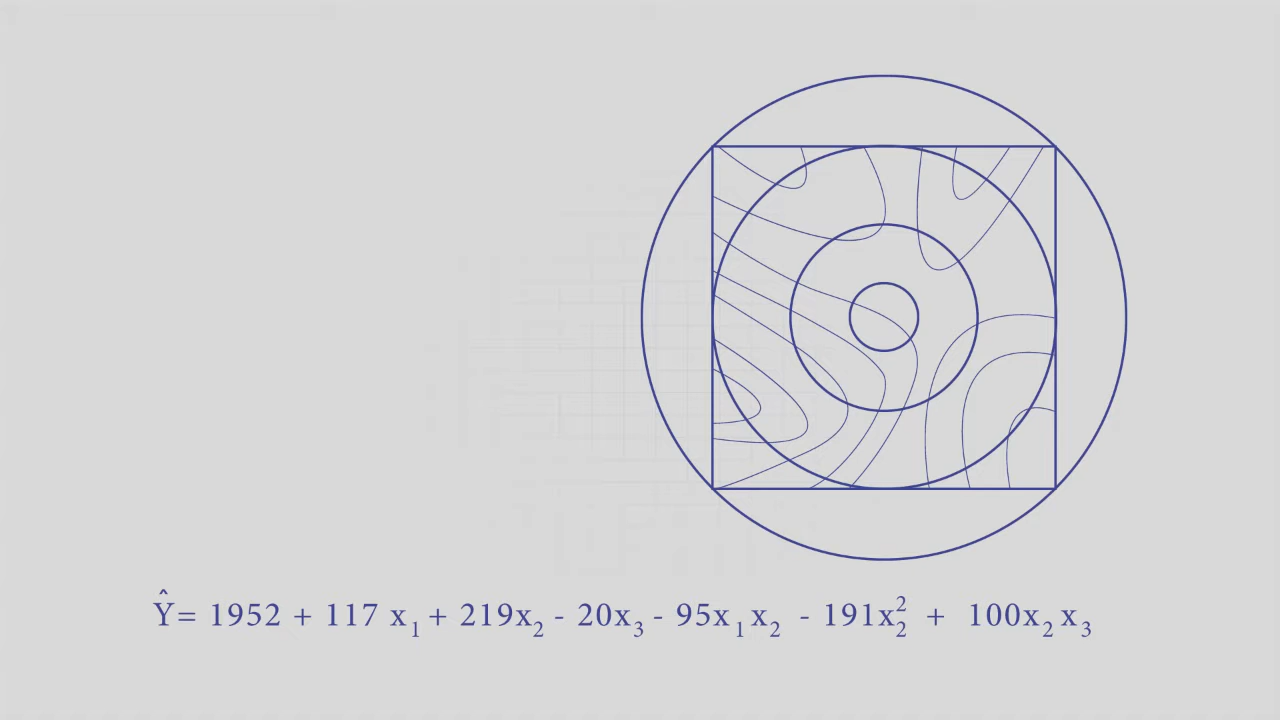 Ŷ= 1952 + 117 x₁ + 219x₂ - 20x₃ - 95x₁x₂ - 191x₂² + 100x₂x₃